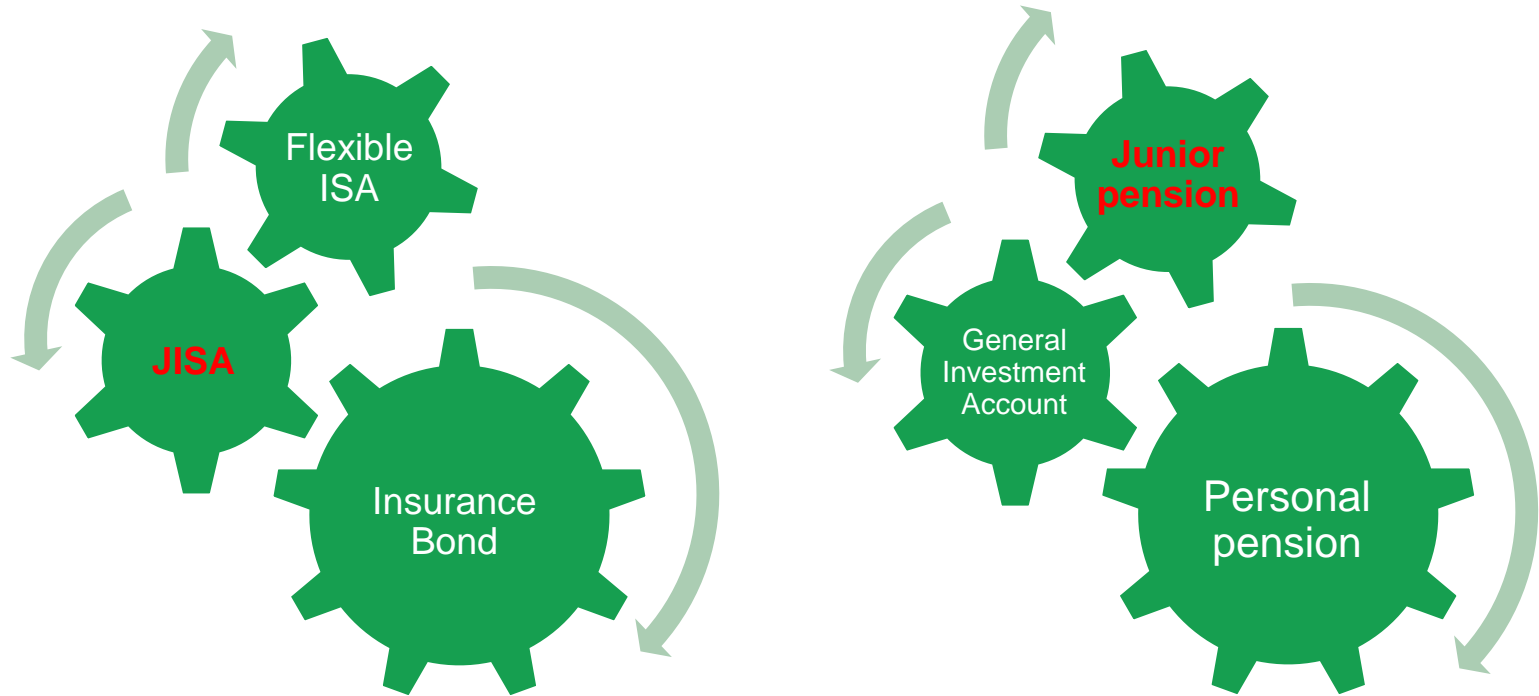 Flexible
ISA
JISA
Insurance
Bond
Junior
pension
General
Investment
Account
Personal
pension